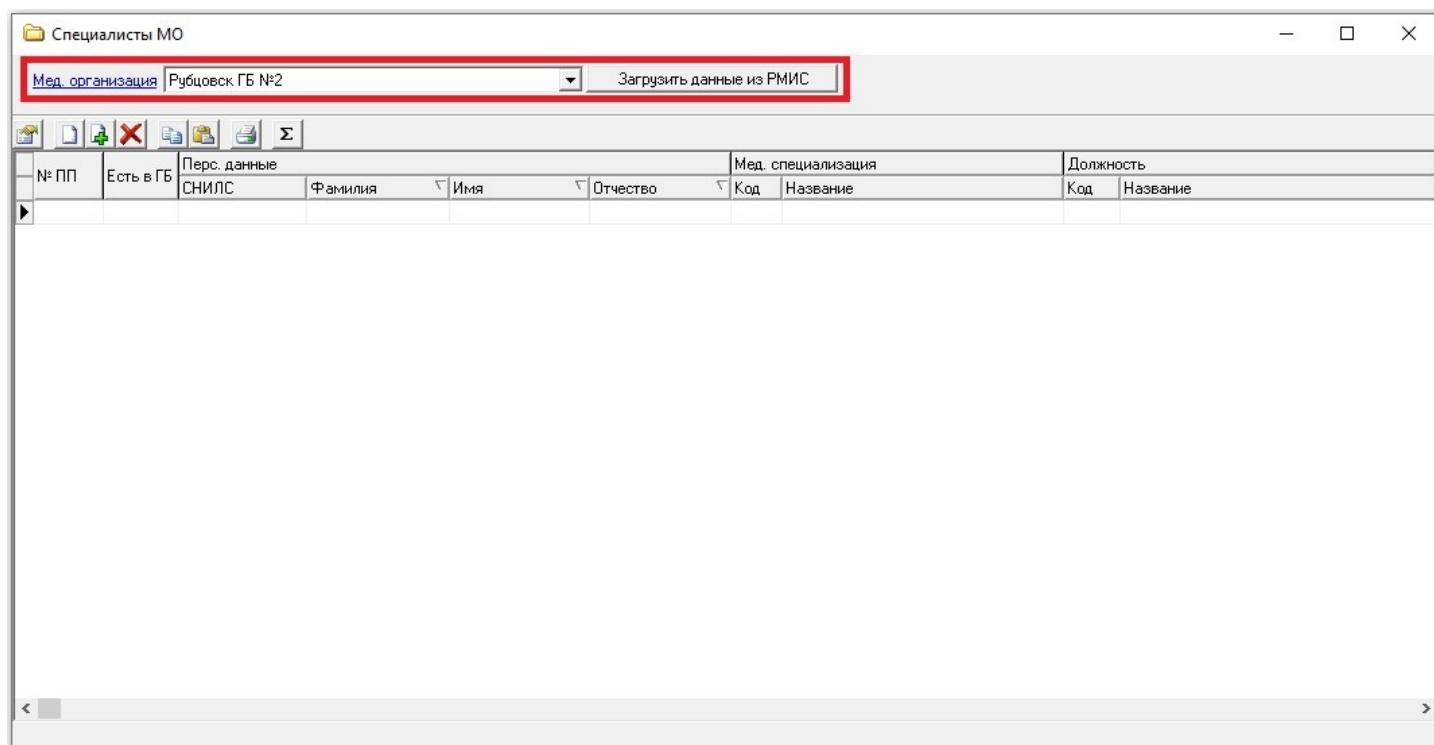 Специалисты МО
Мед. организация Рубцовск ГБ №2 Загрузить данные из РМИС
Σ
№ ПП Есть в ГБ Перс. данные Мед. специализация Должность
СНИЛС Фамилия Имя Отчество Код Название Код Название